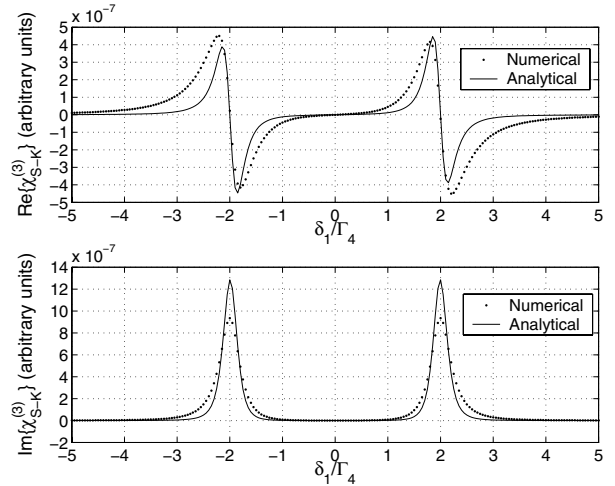 x 10⁻⁷
5
4
3
2
1
0
-1
-2
-3
-4
-5
Re{χ⁽³⁾S−K} (arbitrary units)
Numerical
Analytical
-5 -4 -3 -2 -1 0 1 2 3 4 5
δ₁/Γ₄
x 10⁻⁷
14
12
10
8
6
4
2
0
-2
Im{χ⁽³⁾S−K} (arbitrary units)
Numerical
Analytical
-5 -4 -3 -2 -1 0 1 2 3 4 5
δ₁/Γ₄